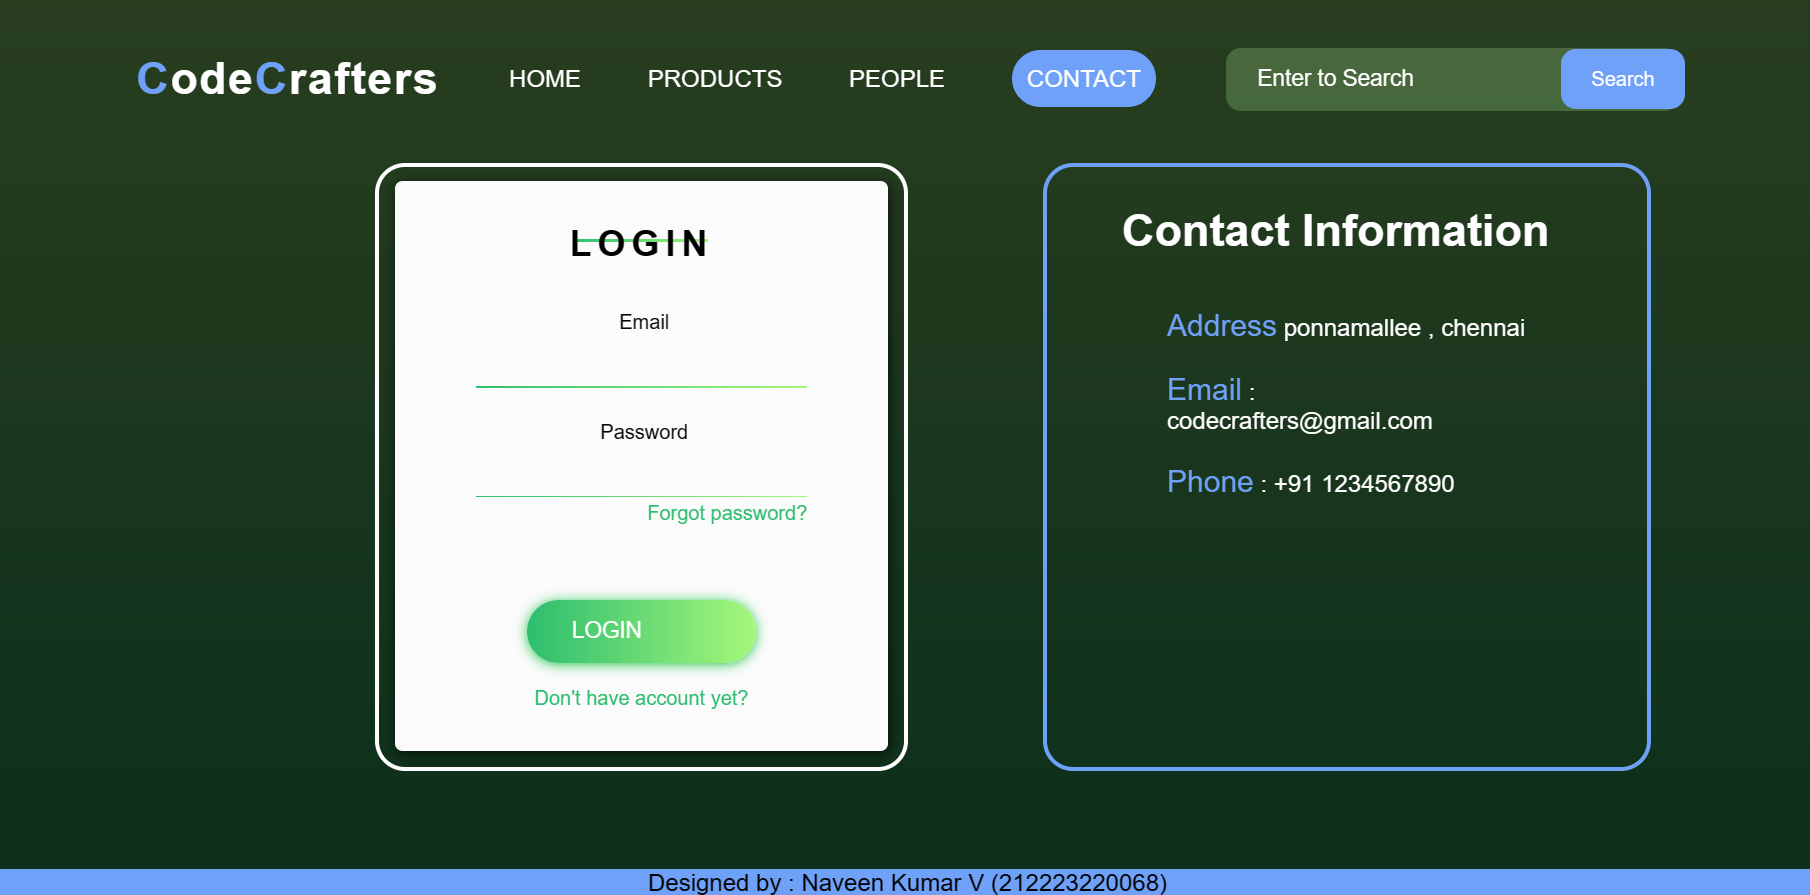 CodeCrafters
HOME
PRODUCTS
PEOPLE
CONTACT
Enter to Search
Search
LOGIN
Email
Password
Forgot password?
LOGIN
Don't have account yet?
Contact Information
Address ponnamallee , chennai
Email :
codecrafters@gmail.com
Phone : +91 1234567890
Designed by : Naveen Kumar V (212223220068)